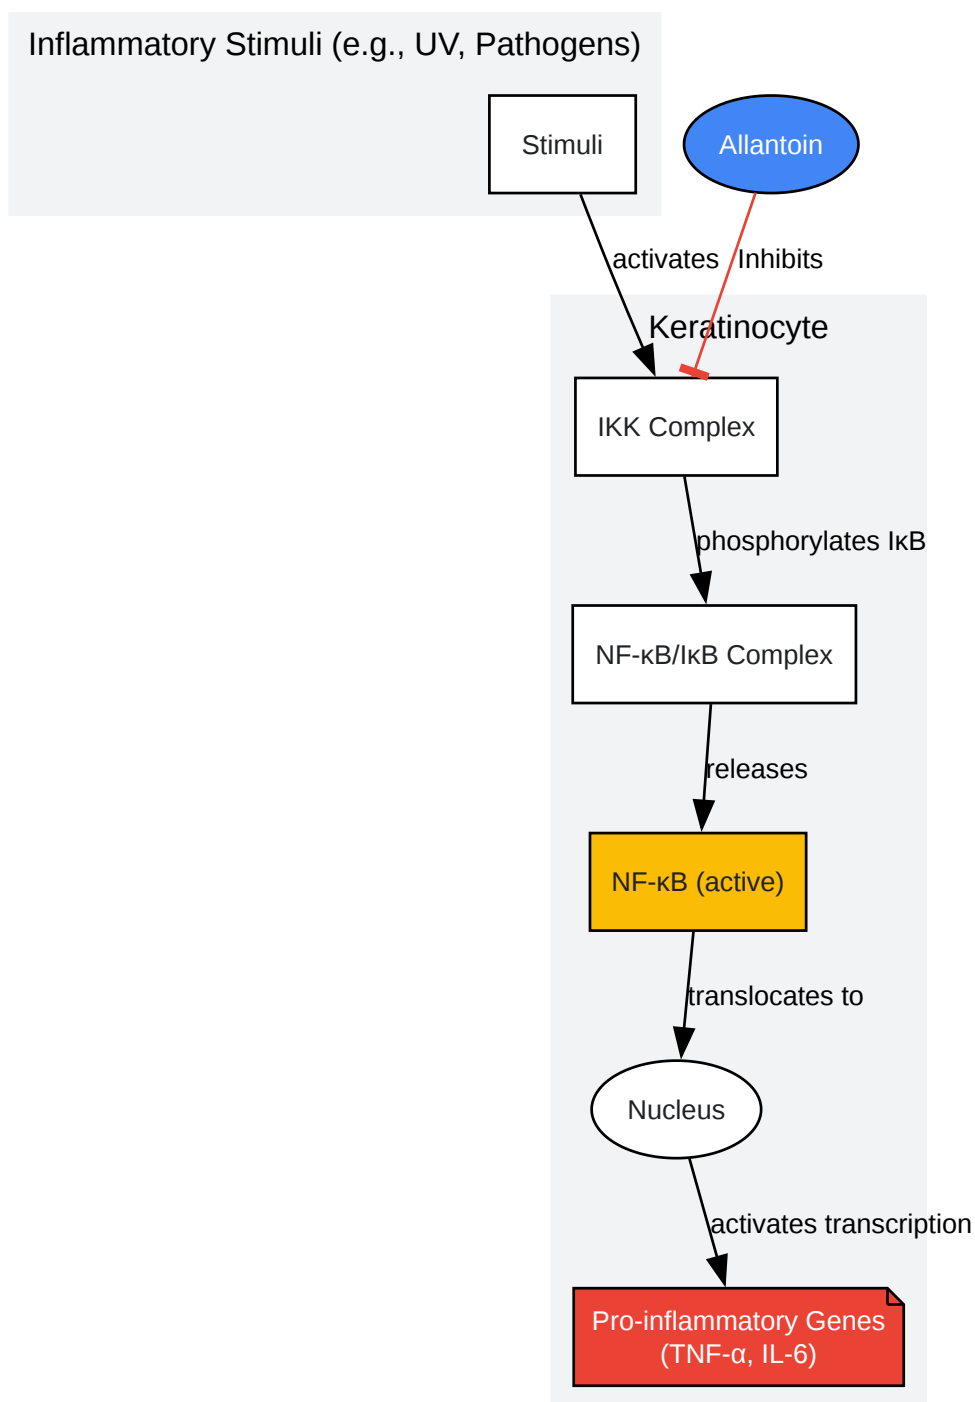 Inflammatory Stimuli (e.g., UV, Pathogens)
Stimuli
Allantoin
activates
Inhibits
Keratinocyte
IKK Complex
phosphorylates IκB
NF-κB/IκB Complex
releases
NF-κB (active)
translocates to
Nucleus
activates transcription
Pro-inflammatory Genes
(TNF-α, IL-6)